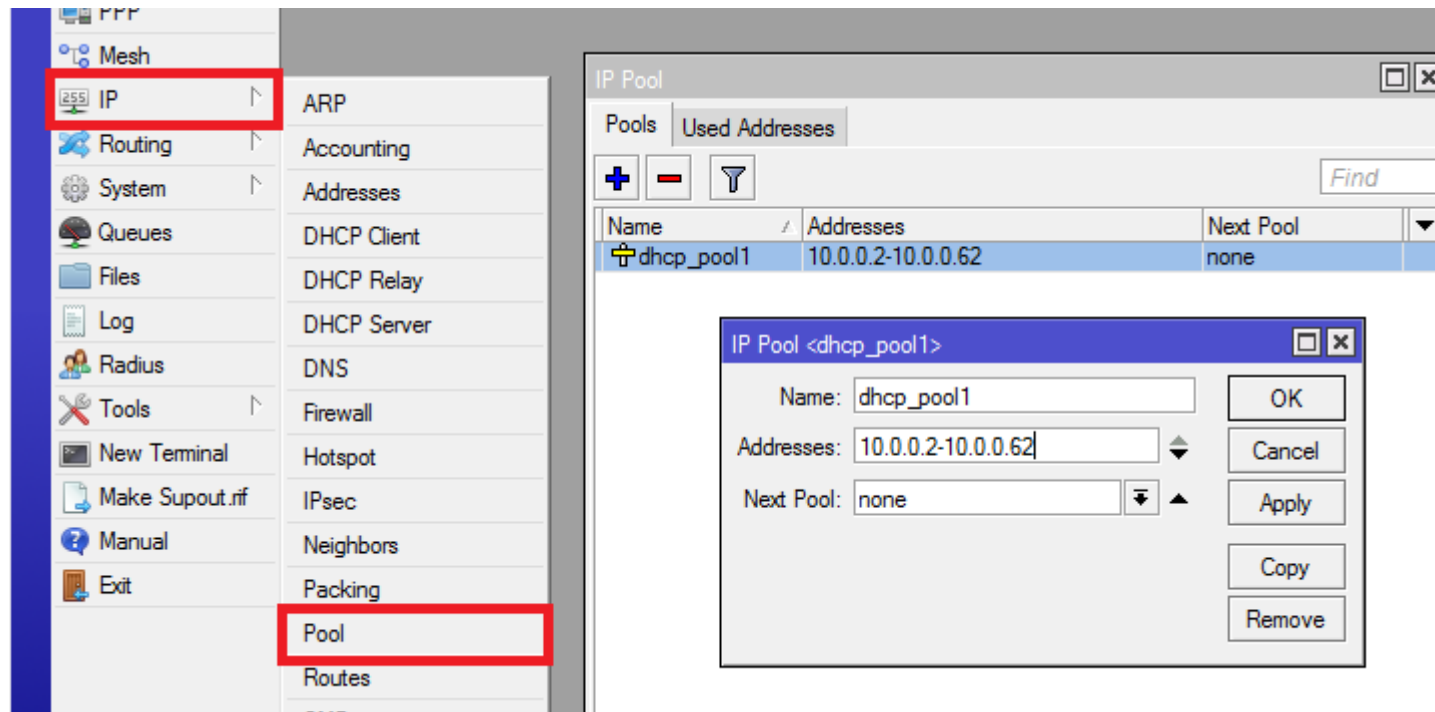 PPP
Mesh
255 IP
Routing
System
Queues
Files
Log
Radius
Tools
New Terminal
Make Supout.rif
Manual
Exit
ARP
Accounting
Addresses
DHCP Client
DHCP Relay
DHCP Server
DNS
Firewall
Hotspot
IPsec
Neighbors
Packing
Pool
Routes
IP Pool
Pools Used Addresses
Find
Name Addresses Next Pool
dhcp_pool1 10.0.0.2-10.0.0.62 none
IP Pool <dhcp_pool1>
Name: dhcp_pool1
Addresses: 10.0.0.2-10.0.0.62
Next Pool: none
OK
Cancel
Apply
Copy
Remove